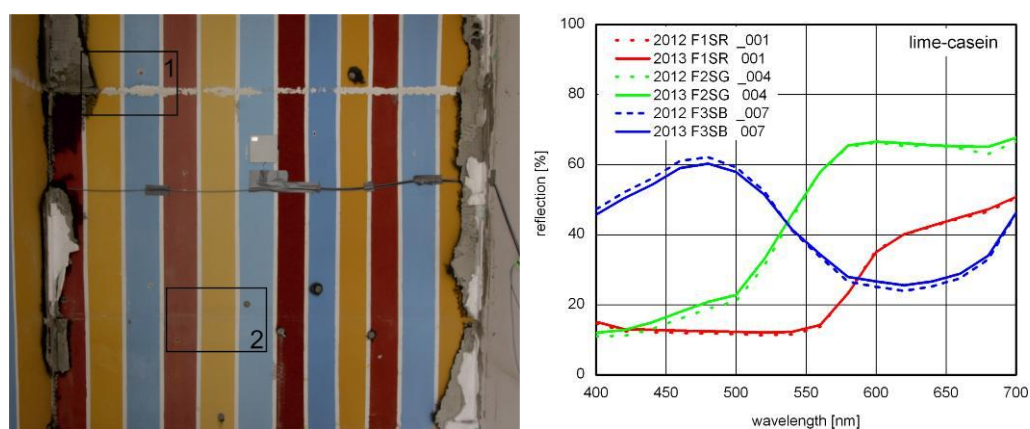 1
2
100
80
60
40
20
0
reflection [%]
lime-casein
2012 F1SR _001
2013 F1SR 001
2012 F2SG _004
2013 F2SG 004
2012 F3SB _007
2013 F3SB 007
400 450 500 550 600 650 700
wavelength [nm]